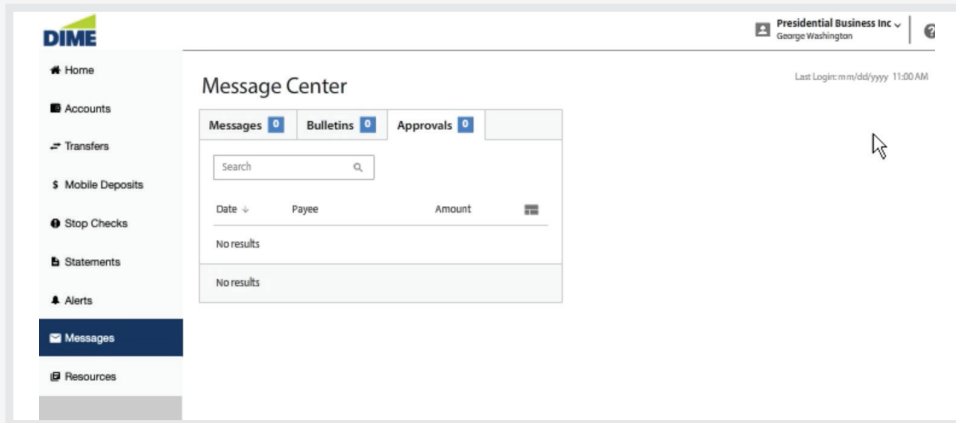 DIME
Presidential Business Inc
George Washington
Last Login: mm/dd/yyyy 11:00 AM
Home
Accounts
Transfers
$ Mobile Deposits
Stop Checks
Statements
Alerts
Messages
Resources
Message Center
Messages 0 Bulletins 0 Approvals 0
Search
Date Payee Amount
No results
No results